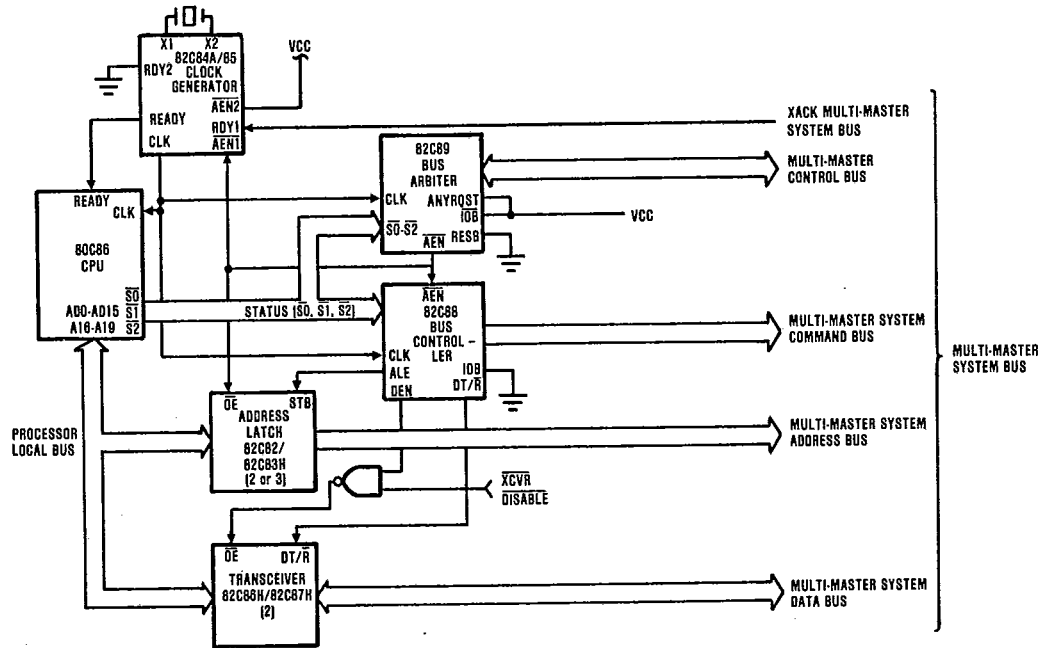 X1 X2
82C84A/85
CLOCK
GENERATOR
RDY2
AEN2
READY
RDY1
CLK
AEN1
VCC
XACK MULTI-MASTER
SYSTEM BUS
82C89
BUS
ARBITER
CLK
ANYRQST
IOB
S0-S2
RESB
AEN
MULTI-MASTER
CONTROL BUS
VCC
READY
CLK
80C86
CPU
S0
AD0-AD15
S1
A16-A19
S2
STATUS (S0, S1, S2)
AEN
82C88
BUS
CONTROL-
LER
CLK
ALE
IOB
DEN
DT/R
MULTI-MASTER SYSTEM
COMMAND BUS
MULTI-MASTER
SYSTEM BUS
OE
STB
ADDRESS
LATCH
82C82/
82C83H
(2 or 3)
MULTI-MASTER SYSTEM
ADDRESS BUS
PROCESSOR
LOCAL BUS
XCVR
DISABLE
OE
DT/R
TRANSCEIVER
82C86H/82C87H
(2)
MULTI-MASTER SYSTEM
DATA BUS